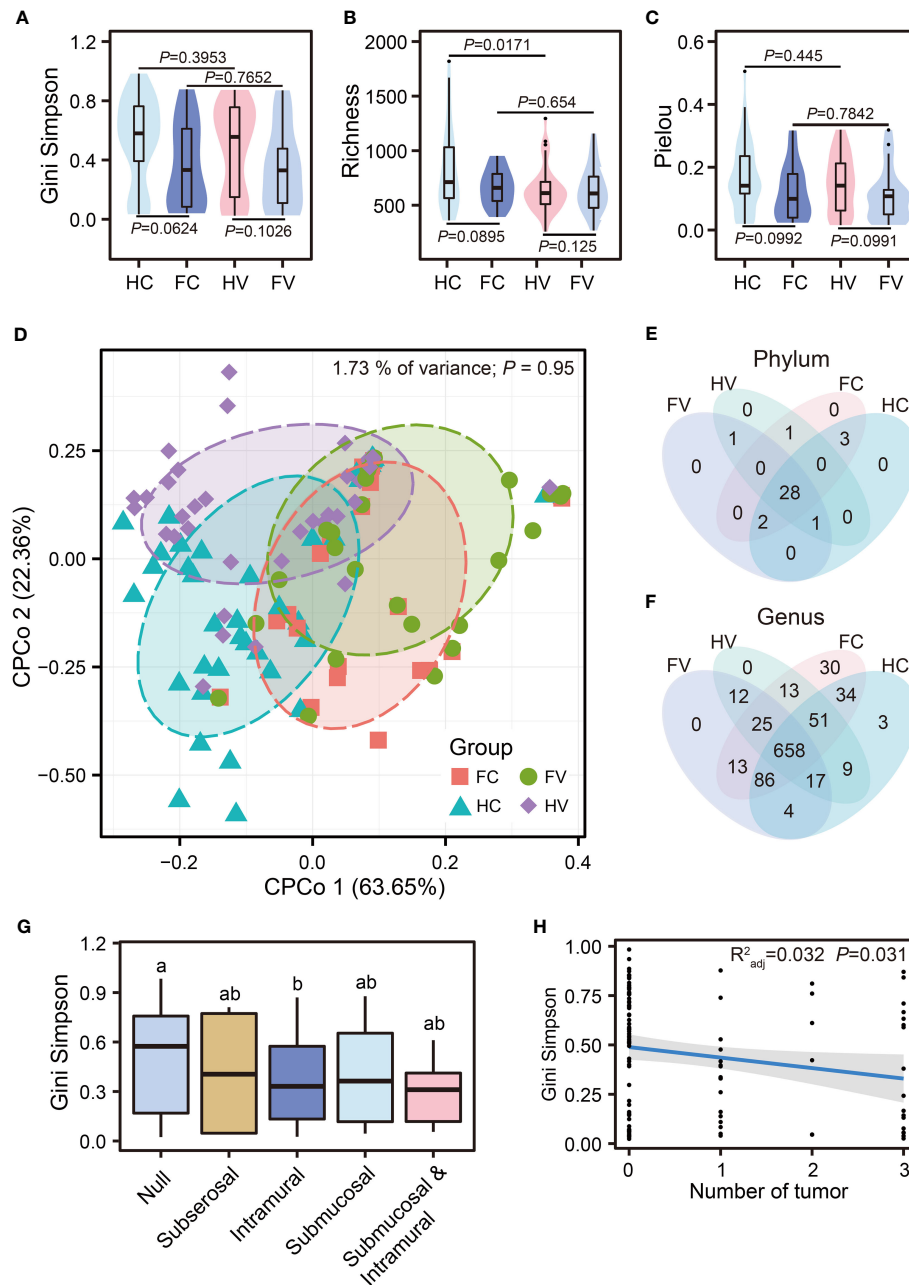 A
Gini Simpson
1.2
0.8
0.4
0.0
P=0.3953
P=0.7652
P=0.0624
P=0.1026
HC FC HV FV
B
Richness
2000
1500
1000
500
P=0.0171
P=0.654
P=0.0895
P=0.125
HC FC HV FV
C
Pielou
0.6
0.4
0.2
0.0
P=0.445
P=0.7842
P=0.0992
P=0.0991
HC FC HV FV
D
1.73 % of variance; P = 0.95
CPCo 2 (22.36%)
0.25
0.00
−0.25
−0.50
Group
FC FV
HC HV
−0.2 0.0 0.2 0.4
CPCo 1 (63.65%)
E
Phylum
HV FC
FV HC
0 0
1 1 3
0 0 0 0
28
0 2 1 0
0
F
Genus
HV FC
FV HC
0 30
12 13 34
0 25 51 3
658
13 86 17 9
4
G
Gini Simpson
1.2
0.9
0.6
0.3
0.0
a ab b ab ab
Null
Subserosal
Intramural
Submucosal
Submucosal &
Intramural
H
R²adj=0.032 P=0.031
Gini Simpson
1.00
0.75
0.50
0.25
0.00
0 1 2 3
Number of tumor